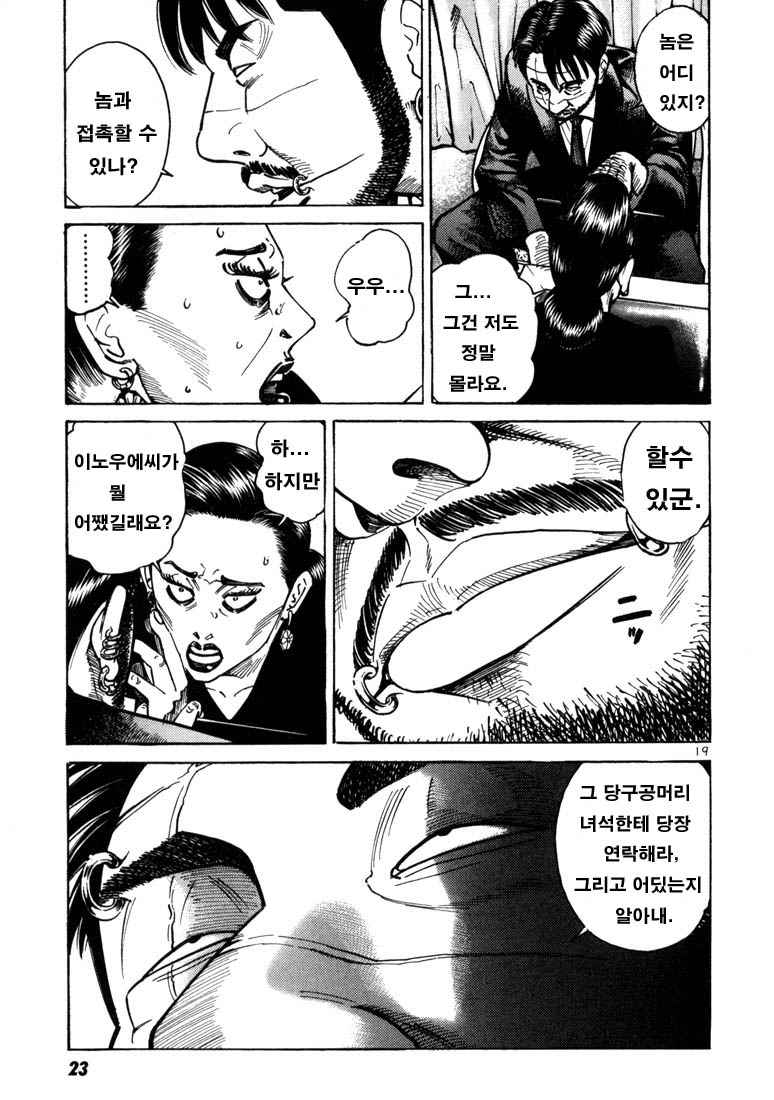 놈은
어디
있지?
그…
그건 저도
정말
몰라요.
놈과
접촉할 수
있나?
우우…
………
할수
있군.
ニッ
하…
하지만
이노우에씨가
뭘
어쨌길래요?
19
그 당구공머리
녀석한테 당장
연락해라,
그리고 어딨는지
알아내.
23